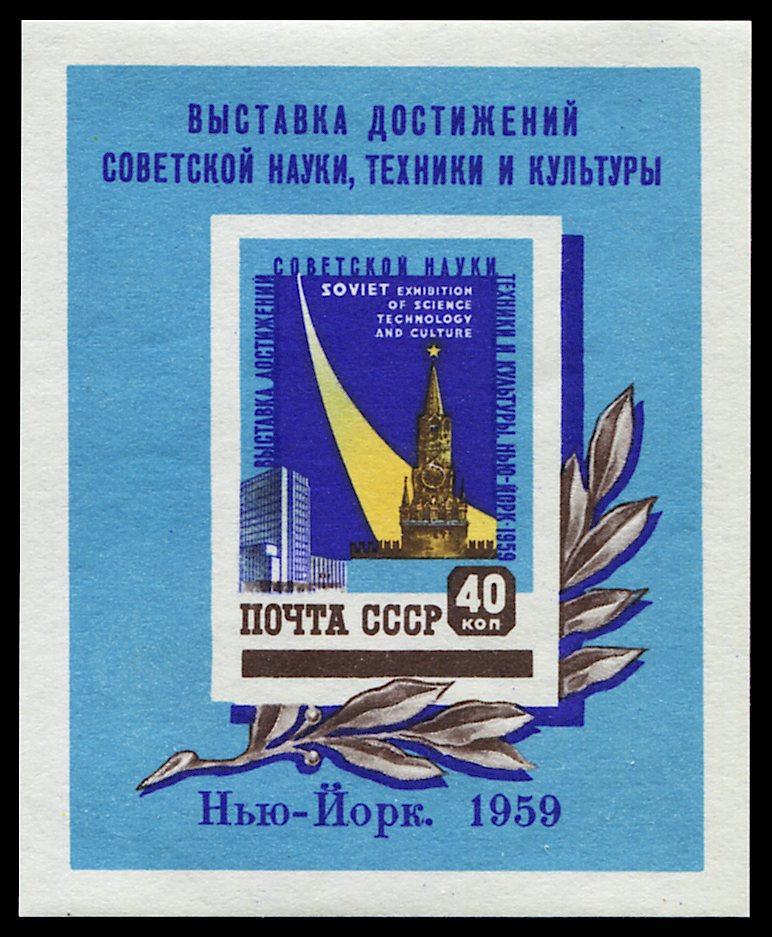 ВЫСТАВКА ДОСТИЖЕНИЙ
СОВЕТСКОЙ НАУКИ, ТЕХНИКИ И КУЛЬТУРЫ
ВЫСТАВКА ДОСТИЖЕНИЙ
СОВЕТСКОЙ НАУКИ
ТЕХНИКИ И КУЛЬТУРЫ. НЬЮ-ЙОРК-1959
SOVIET EXHIBITION
OF SCIENCE
TECHNOLOGY
AND CULTURE
ПОЧТА СССР
40
КОП
Нью-Йорк. 1959